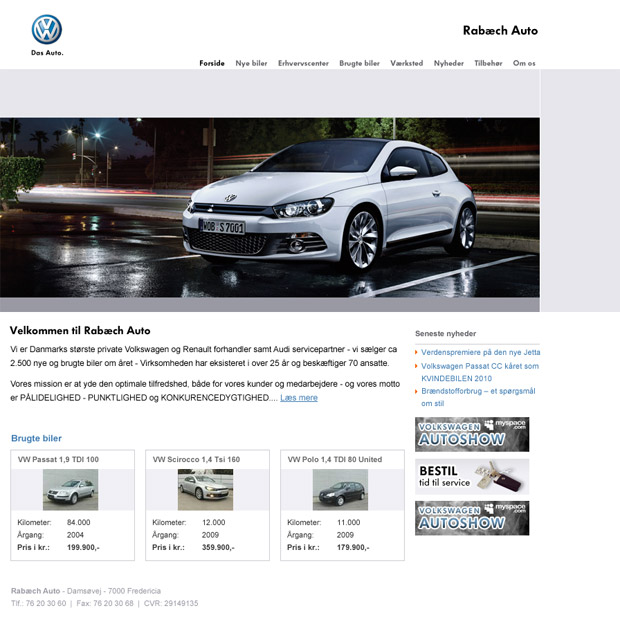 Das Auto.
Rabæch Auto
Forside Nye biler Erhvervscenter Brugte biler Værksted Nyheder Tilbehør Om os
WOB S 7001
Velkommen til Rabæch Auto
Vi er Danmarks største private Volkswagen og Renault forhandler samt Audi servicepartner - vi sælger ca
2.500 nye og brugte biler om året - Virksomheden har eksisteret i over 25 år og beskæftiger 70 ansatte.
Vores mission er at yde den optimale tilfredshed, både for vores kunder og medarbejdere - og vores motto
er PÅLIDELIGHED - PUNKTLIGHED og KONKURENCEDYGTIGHED.... Læs mere
Seneste nyheder
Verdenspremiere på den nye Jetta
Volkswagen Passat CC kåret som
KVINDEBILEN 2010
Brændstofforbrug – et spørgsmål
om stil
VOLKSWAGEN
AUTOSHOW
myspace.com
BESTIL
tid til service
VOLKSWAGEN
AUTOSHOW
myspace.com
Brugte biler
VW Passat 1,9 TDI 100
Kilometer: 84.000
Årgang: 2004
Pris i kr.: 199.900,-
VW Scirocco 1,4 Tsi 160
Kilometer: 12.000
Årgang: 2009
Pris i kr.: 359.900,-
VW Polo 1,4 TDI 80 United
Kilometer: 11.000
Årgang: 2009
Pris i kr.: 179.900,-
Rabæch Auto - Damsøvej - 7000 Fredericia
Tlf.: 76 20 30 60 | Fax: 76 20 30 68 | CVR: 29149135